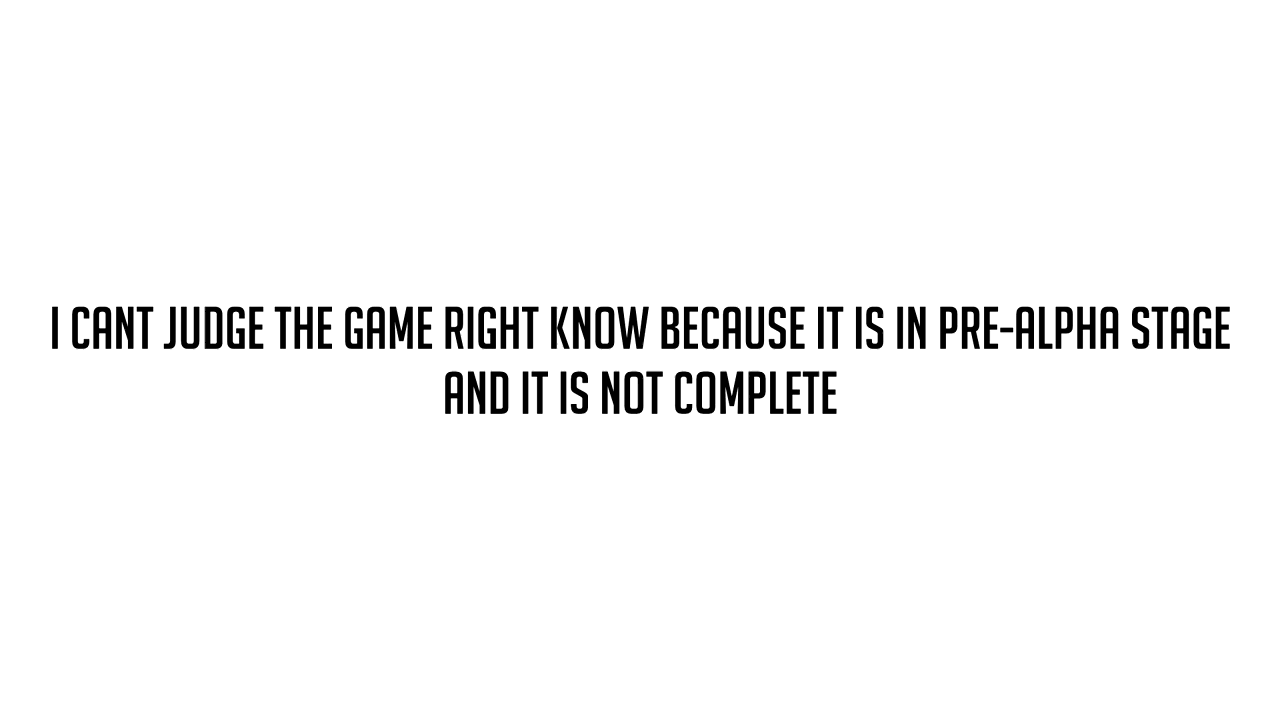 I CANT JUDGE THE GAME RIGHT KNOW BECAUSE IT IS IN PRE-ALPHA STAGE
AND IT IS NOT COMPLETE